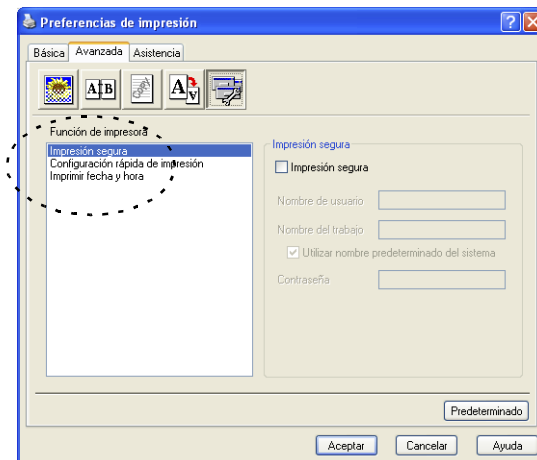 Preferencias de impresión
Básica Avanzada Asistencia
A B
A A
Función de impresora
Impresión segura
Configuración rápida de impresión
Imprimir fecha y hora
Impresión segura
Impresión segura
Nombre de usuario
Nombre del trabajo
Utilizar nombre predeterminado del sistema
Contraseña
Predeterminado
Aceptar Cancelar Ayuda